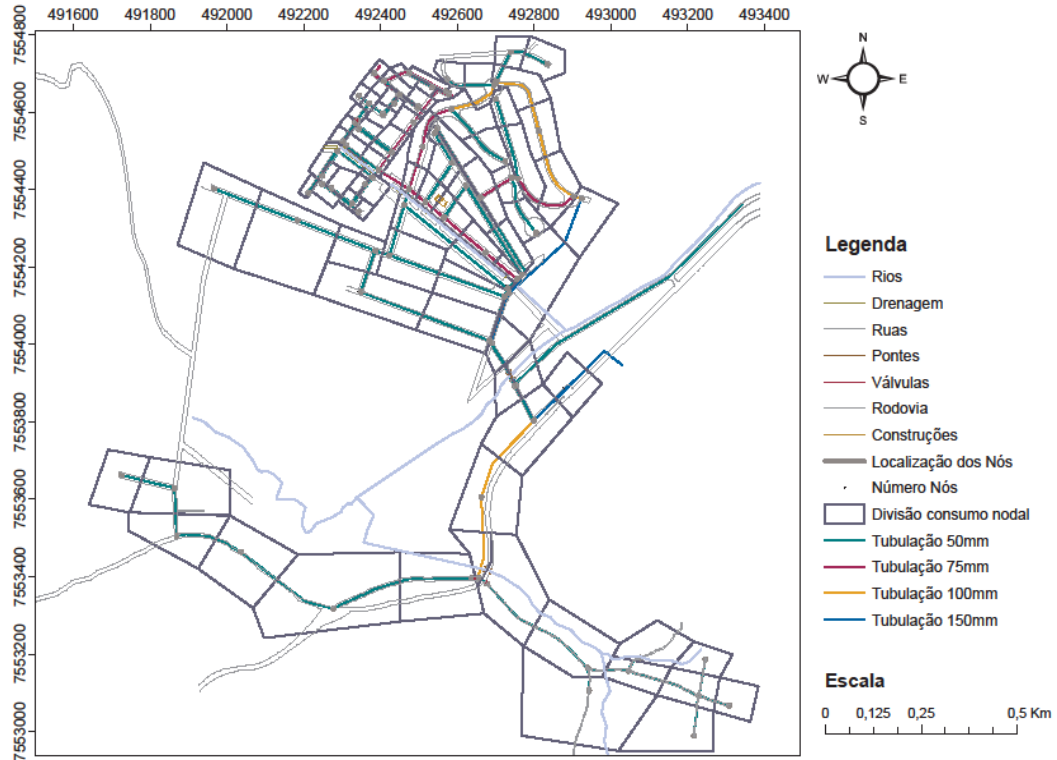 491600 491800 492000 492200 492400 492600 492800 493000 493200 493400
7554800
7554600
7554400
7554200
7554000
7553800
7553600
7553400
7553200
7553000
N
W E
S
Legenda
Rios
Drenagem
Ruas
Pontes
Válvulas
Rodovia
Construções
Localização dos Nós
Número Nós
Divisão consumo nodal
Tubulação 50mm
Tubulação 75mm
Tubulação 100mm
Tubulação 150mm
Escala
0 0,125 0,25 0,5 Km